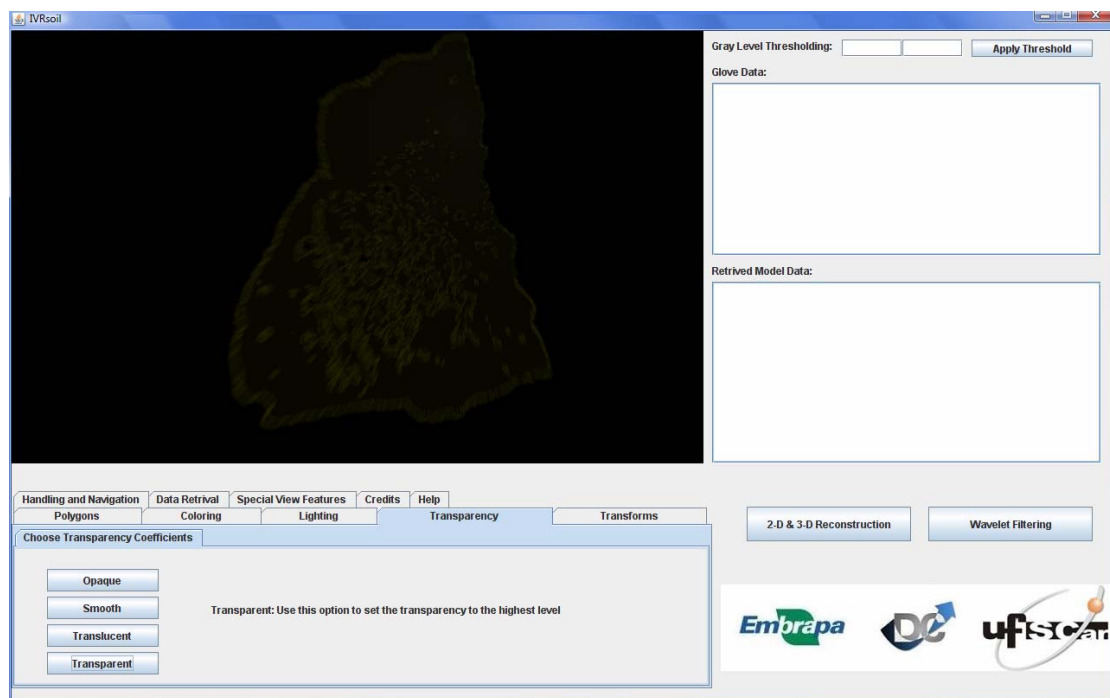 IVRsoil
Gray Level Thresholding:
Apply Threshold
Glove Data:
Retrived Model Data:
Handling and Navigation
Data Retrival
Special View Features
Credits
Help
Polygons
Coloring
Lighting
Transparency
Transforms
Choose Transparency Coefficients
Opaque
Smooth
Translucent
Transparent
Transparent: Use this option to set the transparency to the highest level
2-D & 3-D Reconstruction
Wavelet Filtering
Embrapa
DC
ufscar